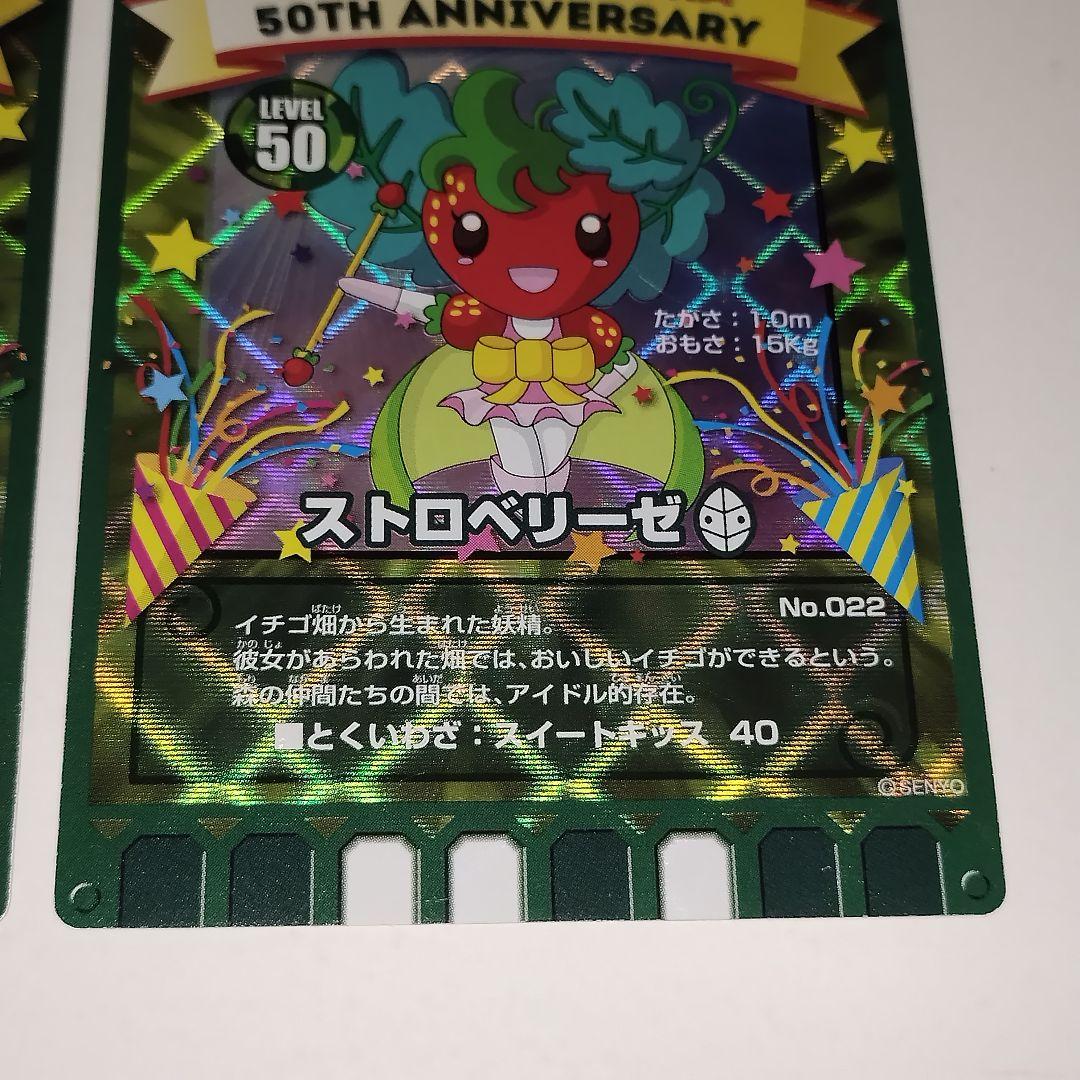 50TH ANNIVERSARY
LEVEL
50
たかさ：1.0m
おもさ：15Kg
ストロベリーゼ
No.022
イチゴ畑から生まれた妖精。
彼女があらわれた畑では、おいしいイチゴができるという。
森の仲間たちの間では、アイドル的存在。
■とくいわざ：スイートキッス 40
©SENYO